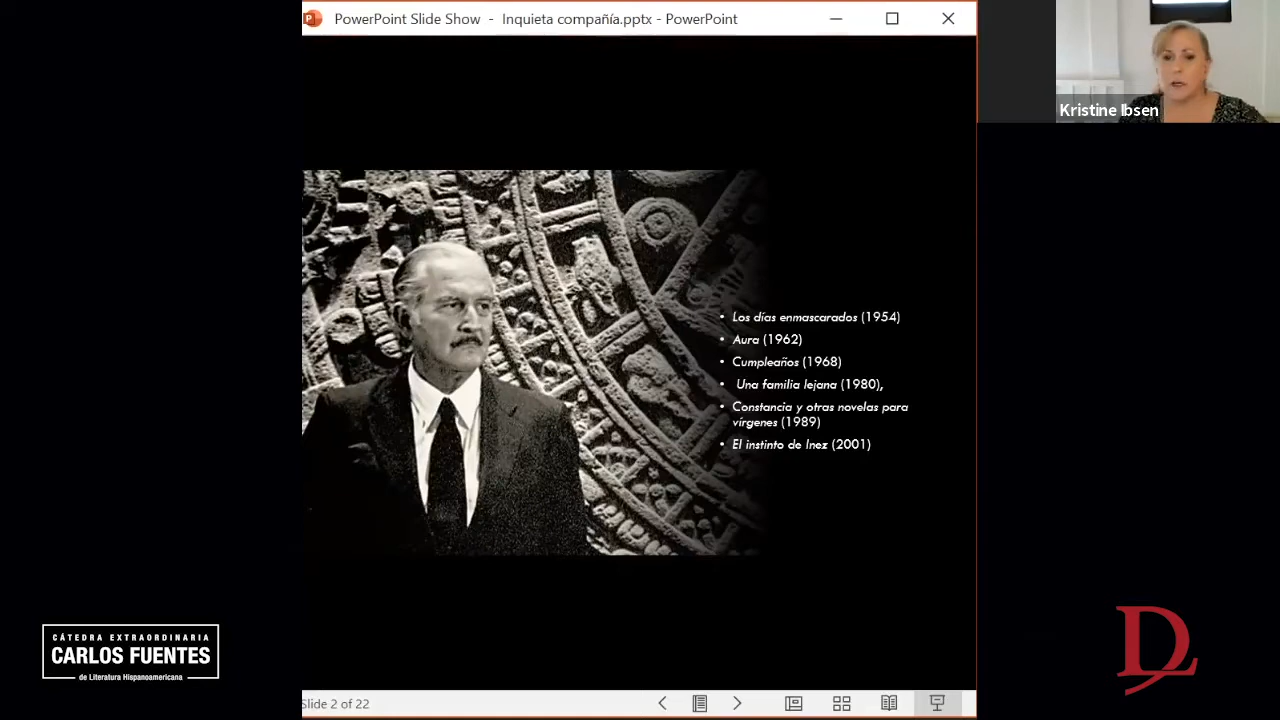 PowerPoint Slide Show - Inquieta compañía.pptx - PowerPoint
Kristine Ibsen
• Los días enmascarados (1954)
• Aura (1962)
• Cumpleaños (1968)
• Una familia lejana (1980),
• Constancia y otras novelas para
vírgenes (1989)
• El instinto de Inez (2001)
CÁTEDRA EXTRAORDINARIA
CARLOS FUENTES
de Literatura Hispanoamericana
Slide 2 of 22